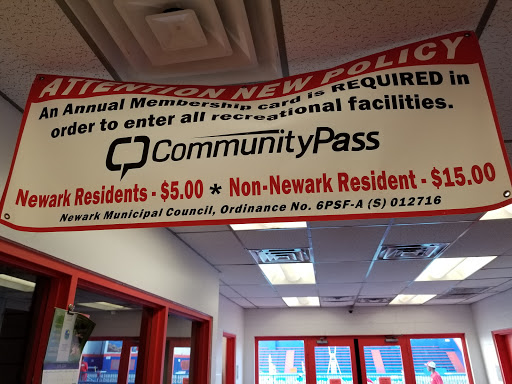 ATTENTION NEW POLICY
An Annual Membership card is REQUIRED in
order to enter all recreational facilities.
CommunityPass
Newark Residents - $5.00 * Non-Newark Resident - $15.00
Newark Municipal Council, Ordinance No. 6PSF-A (S) 012716